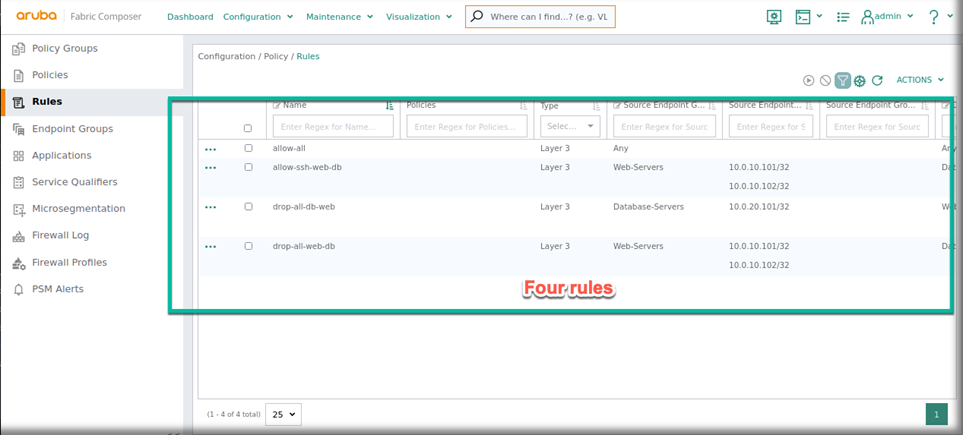 aruba Fabric Composer Dashboard Configuration Maintenance Visualization Where can I find...? (e.g. VL admin ?
Policy Groups
Policies
Rules
Endpoint Groups
Applications
Service Qualifiers
Microsegmentation
Firewall Log
Firewall Profiles
PSM Alerts
Configuration / Policy / Rules
ACTIONS
Name Policies Type Source Endpoint G... Source Endpoint... Source Endpoint Gro...
Enter Regex for Name... Enter Regex for Policies... Selec... Enter Regex for Sourc Enter Regex for S Enter Regex for Sourc
allow-all Layer 3 Any
allow-ssh-web-db Layer 3 Web-Servers 10.0.10.101/32
10.0.10.102/32
drop-all-db-web Layer 3 Database-Servers 10.0.20.101/32
drop-all-web-db Layer 3 Web-Servers 10.0.10.101/32
10.0.10.102/32
Four rules
(1 - 4 of 4 total) 25 1